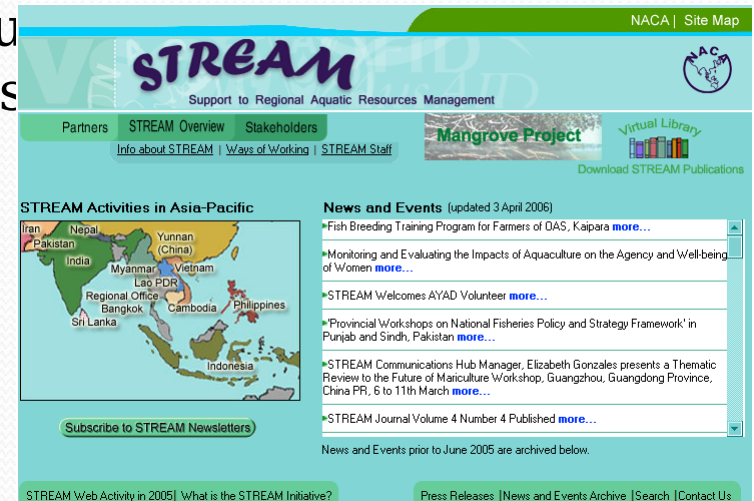 NACA | Site Map
STREAM
NACA
Support to Regional Aquatic Resources Management
Partners STREAM Overview Stakeholders
Info about STREAM | Ways of Working | STREAM Staff
Mangrove Project
Virtual Library
Download STREAM Publications
STREAM Activities in Asia-Pacific
Iran
Nepal
Pakistan
Yunnan
(China)
India
Myanmar
Vietnam
Lao PDR
Regional Office
Bangkok
Cambodia
Philippines
Sri Lanka
Indonesia
Subscribe to STREAM Newsletters
News and Events (updated 3 April 2006)
Fish Breeding Training Program for Farmers of OAS, Kaipara more...
Monitoring and Evaluating the Impacts of Aquaculture on the Agency and Well-being
of Women more...
STREAM Welcomes AYAD Volunteer more...
'Provincial Workshops on National Fisheries Policy and Strategy Framework' in
Punjab and Sindh, Pakistan more...
STREAM Communications Hub Manager, Elizabeth Gonzales presents a Thematic
Review to the Future of Mariculture Workshop, Guangzhou, Guangdong Province,
China PR, 6 to 11th March more...
STREAM Journal Volume 4 Number 4 Published more...
News and Events prior to June 2005 are archived below.
STREAM Web Activity in 2005| What is the STREAM Initiative?
Press Releases |News and Events Archive |Search |Contact Us